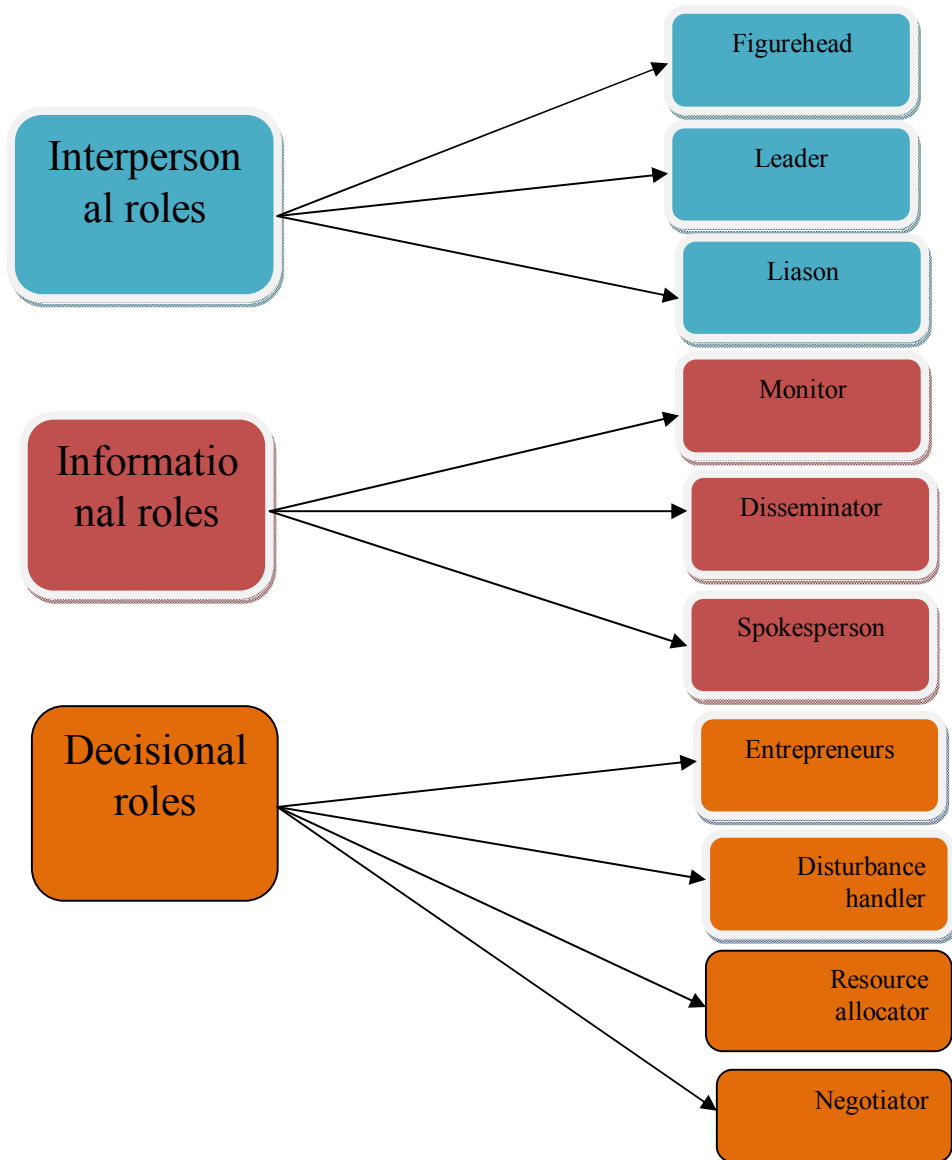 Interperson
al roles
Figurehead
Leader
Liason
Informatio
nal roles
Monitor
Disseminator
Spokesperson
Decisional
roles
Entrepreneurs
Disturbance
handler
Resource
allocator
Negotiator